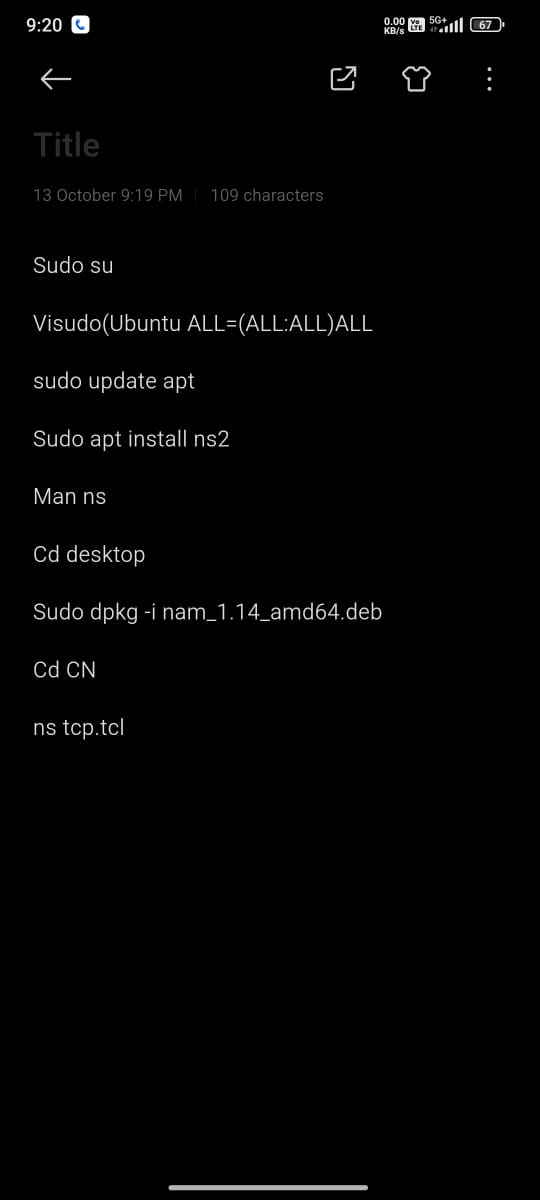 9:20
0.00 KB/s Vo LTE 5G+ 67
Title
13 October 9:19 PM | 109 characters
Sudo su
Visudo(Ubuntu ALL=(ALL:ALL)ALL
sudo update apt
Sudo apt install ns2
Man ns
Cd desktop
Sudo dpkg -i nam_1.14_amd64.deb
Cd CN
ns tcp.tcl